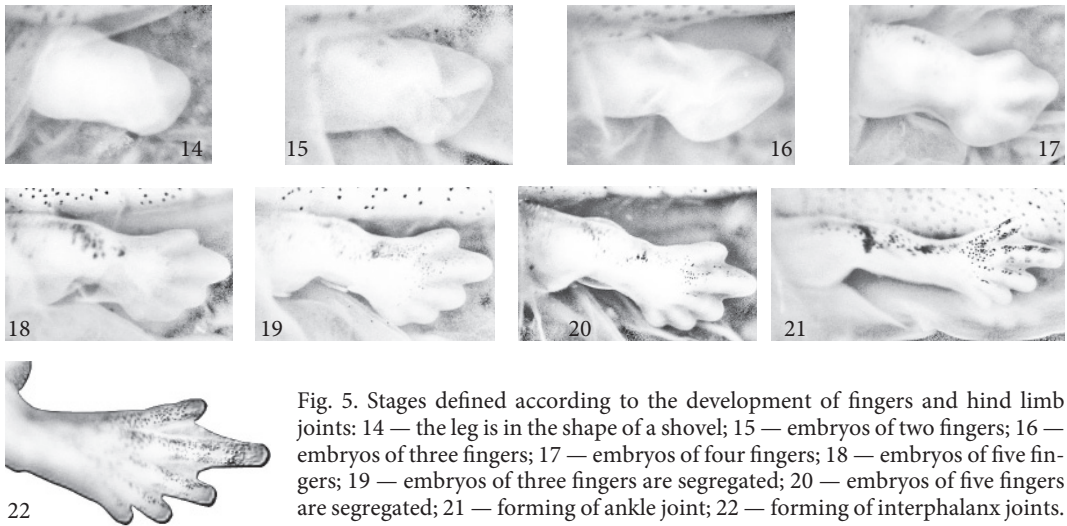 14
15
16
17
18
19
20
21
22
Fig. 5. Stages defined according to the development of fingers and hind limb
joints: 14 — the leg is in the shape of a shovel; 15 — embryos of two fingers; 16 —
embryos of three fingers; 17 — embryos of four fingers; 18 — embryos of five fin-
gers; 19 — embryos of three fingers are segregated; 20 — embryos of five fingers
are segregated; 21 — forming of ankle joint; 22 — forming of interphalanx joints.